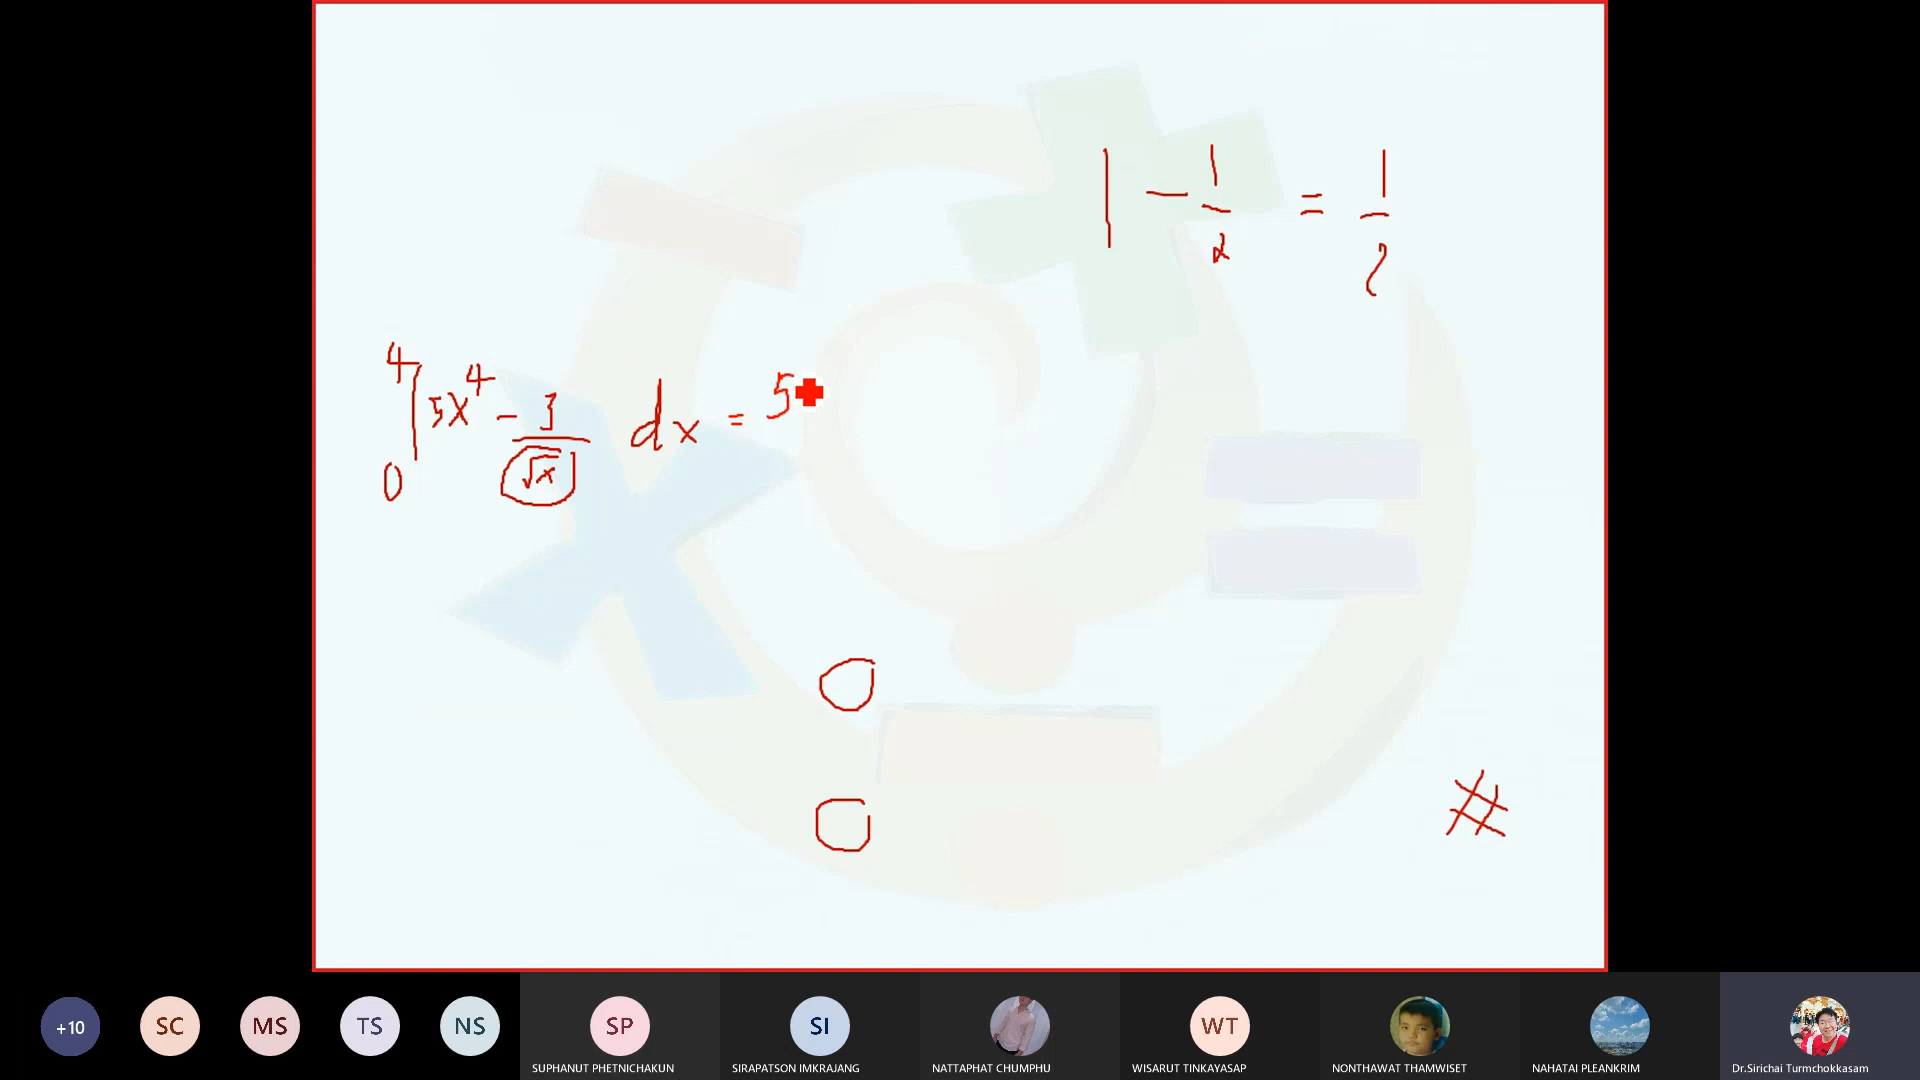 1 - 1/2 = 1/2
∫₀⁴ 5x⁴ - 3/√x dx = 5
#
+10 SC MS TS NS SP SI WT
SUPHANUT PHETNICHAKUN SIRAPATSON IMKRAJANG NATTAPHAT CHUMPHU WISARUT TINKAYASAP NONTHAWAT THAMWISET NAHATAI PLEANKRIM Dr.Sirichai Turmchokkasam